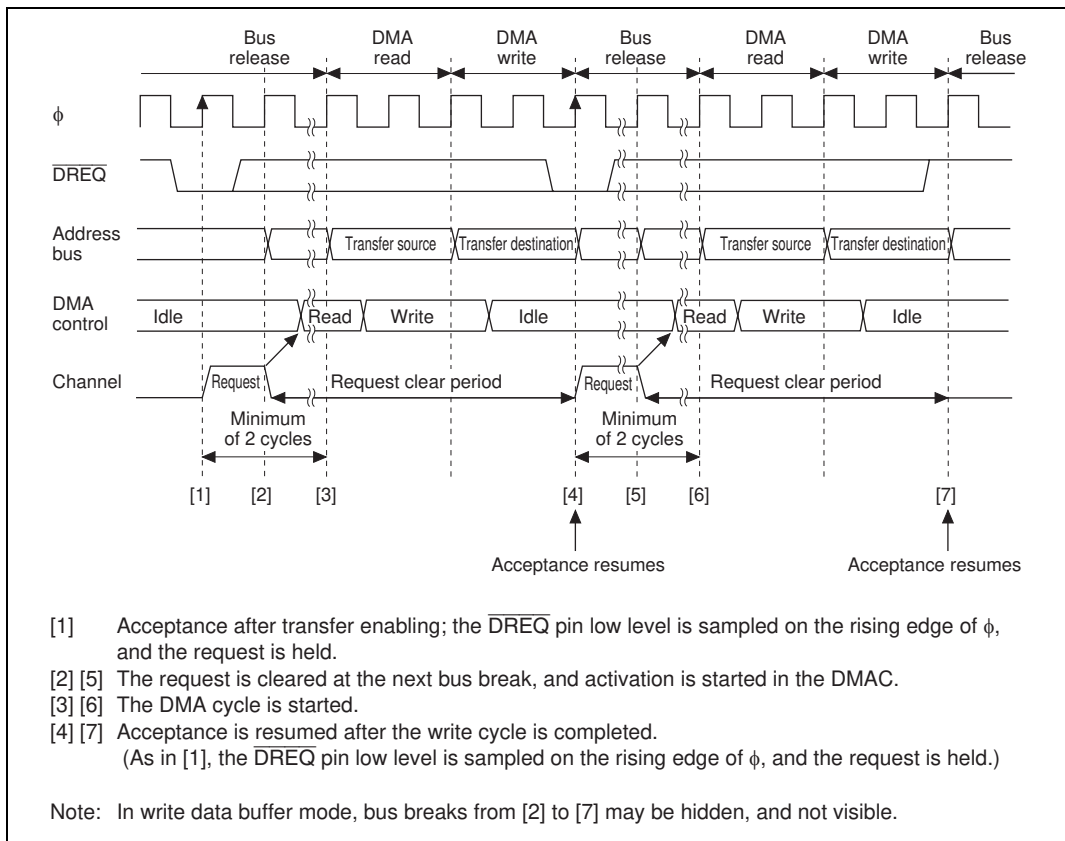 Bus release DMA read DMA write Bus release DMA read DMA write Bus release
φ
DREQ
Address bus Transfer source Transfer destination Transfer source Transfer destination
DMA control Idle Read Write Idle Read Write Idle
Channel Request Request clear period Request Request clear period
Minimum of 2 cycles Minimum of 2 cycles
[1] [2] [3] [4] [5] [6] [7]
Acceptance resumes Acceptance resumes
[1] Acceptance after transfer enabling; the DREQ pin low level is sampled on the rising edge of φ,
and the request is held.
[2] [5] The request is cleared at the next bus break, and activation is started in the DMAC.
[3] [6] The DMA cycle is started.
[4] [7] Acceptance is resumed after the write cycle is completed.
(As in [1], the DREQ pin low level is sampled on the rising edge of φ, and the request is held.)
Note: In write data buffer mode, bus breaks from [2] to [7] may be hidden, and not visible.